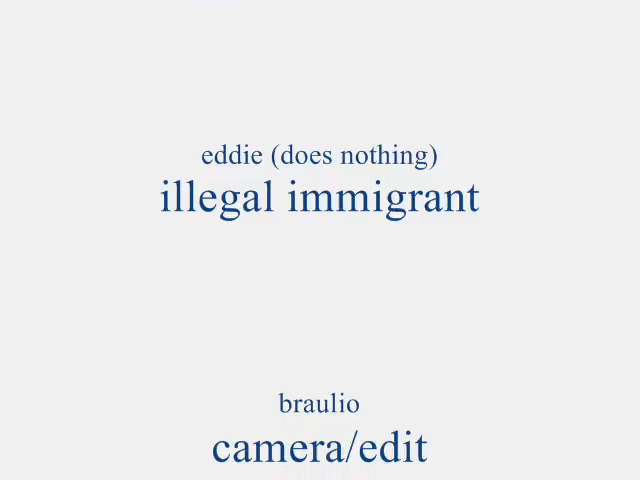 eddie (does nothing)
illegal immigrant
braulio
camera/edit